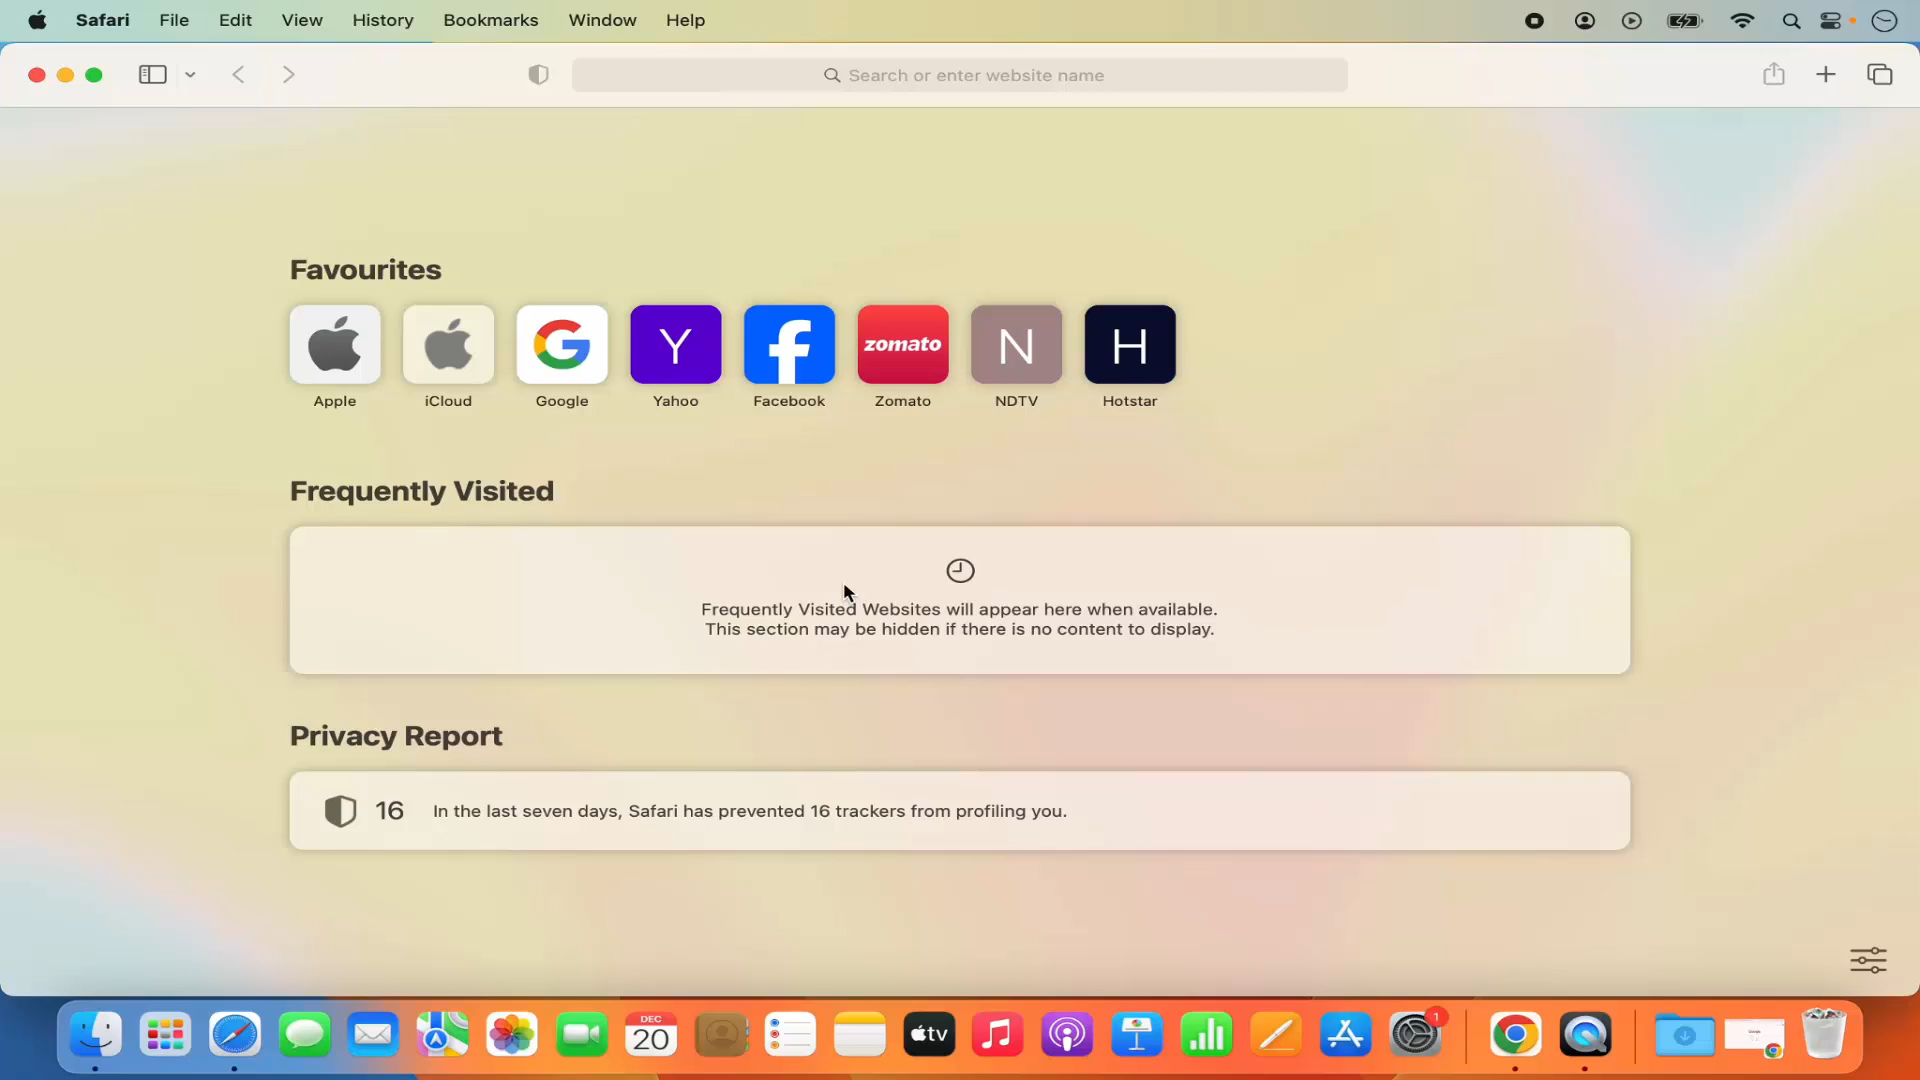 Safari File Edit View History Bookmarks Window Help
Search or enter website name
Favourites
Y
zomato
N
H
Apple iCloud Google Yahoo Facebook Zomato NDTV Hotstar
Frequently Visited
Frequently Visited Websites will appear here when available.
This section may be hidden if there is no content to display.
Privacy Report
16 In the last seven days, Safari has prevented 16 trackers from profiling you.
DEC
20
tv
1